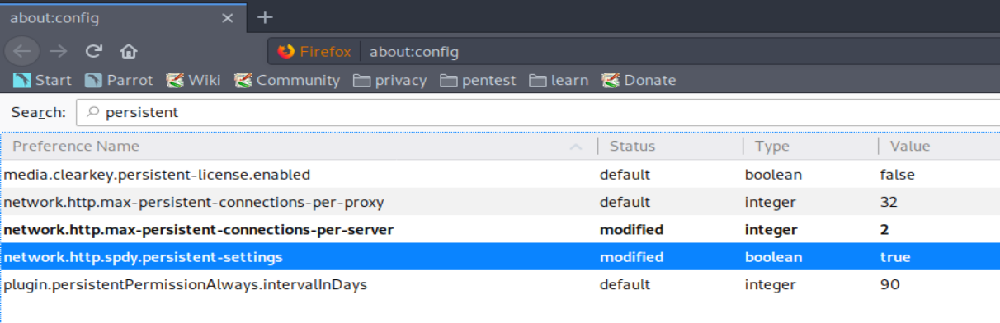 about:config
Firefox about:config
Start Parrot Wiki Community privacy pentest learn Donate
Search: persistent
Preference Name Status Type Value
media.clearkey.persistent-license.enabled default boolean false
network.http.max-persistent-connections-per-proxy default integer 32
network.http.max-persistent-connections-per-server modified integer 2
network.http.spdy.persistent-settings modified boolean true
plugin.persistentPermissionAlways.intervalInDays default integer 90